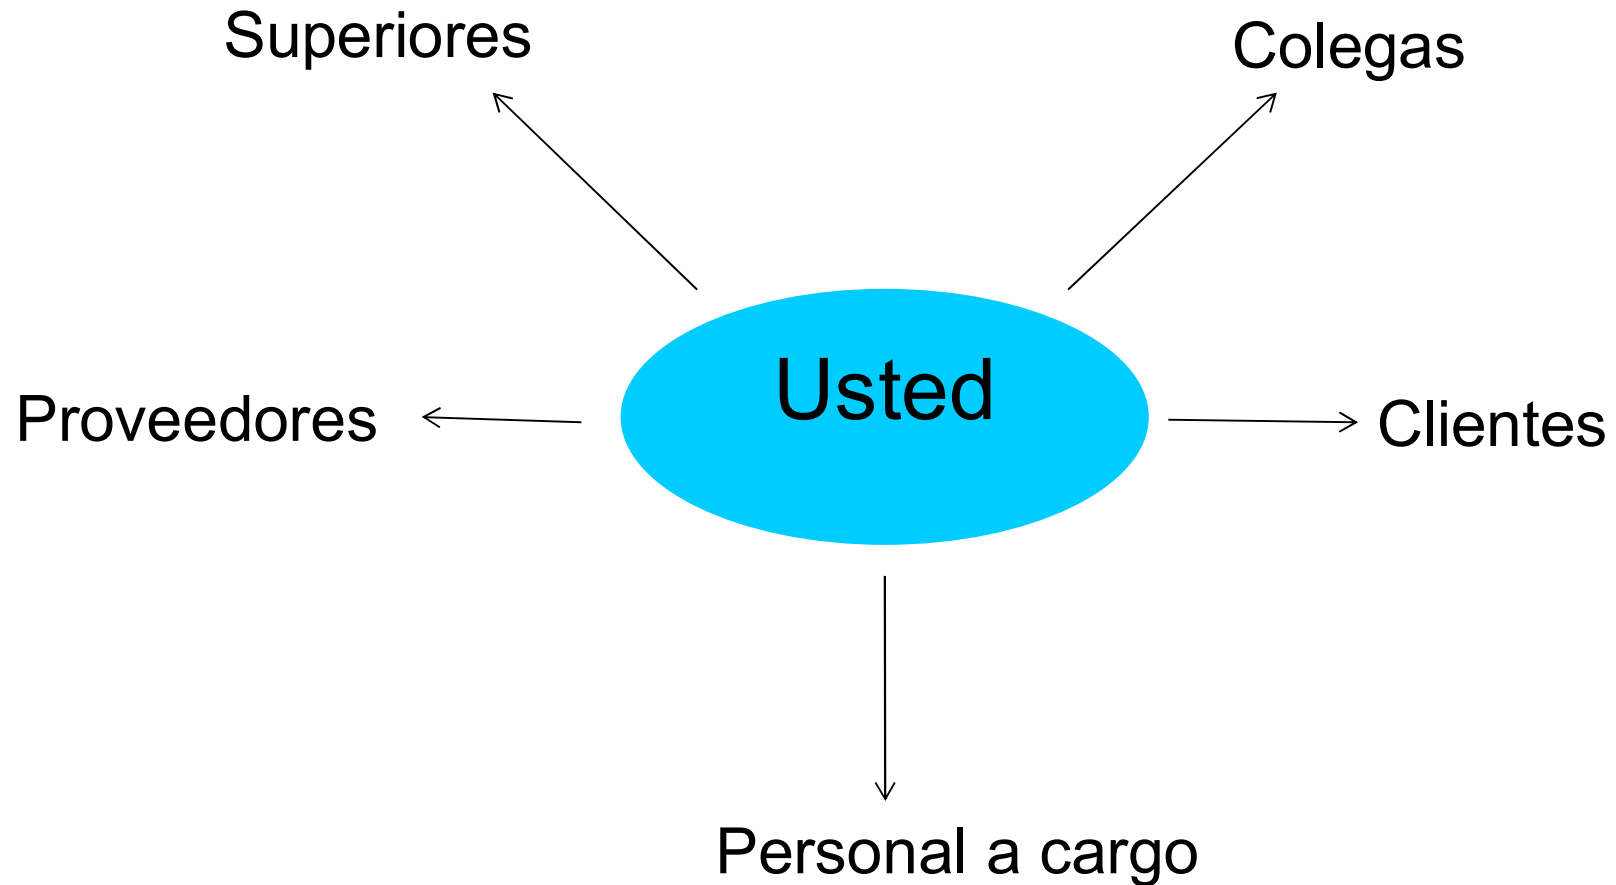 Superiores
Colegas
Usted
Proveedores
Clientes
Personal a cargo